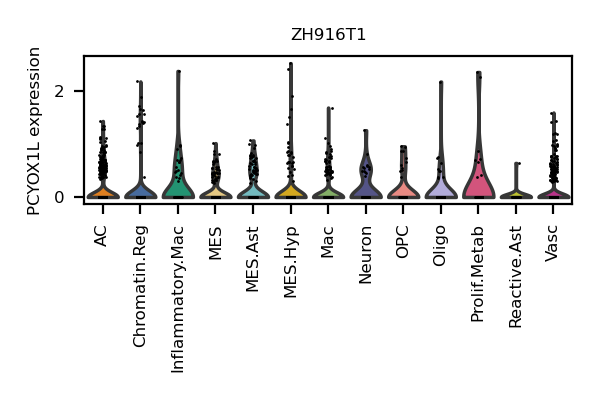 ZH916T1
PCYOX1L expression
2
0
AC
Chromatin.Reg
Inflammatory.Mac
MES
MES.Ast
MES.Hyp
Mac
Neuron
OPC
Oligo
Prolif.Metab
Reactive.Ast
Vasc